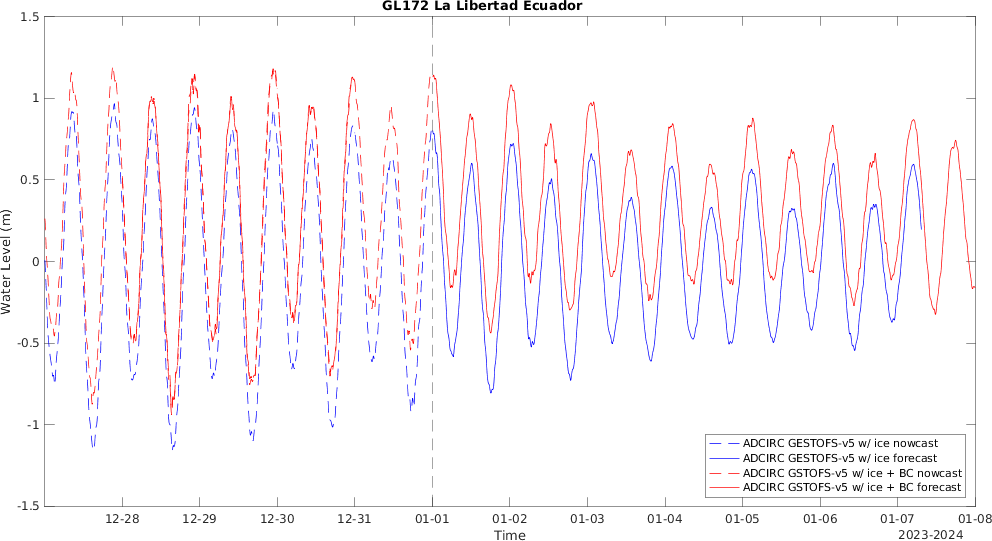 GL172 La Libertad Ecuador
1.5
1
0.5
0
-0.5
-1
-1.5
Water Level (m)
12-28 12-29 12-30 12-31 01-01 01-02 01-03 01-04 01-05 01-06 01-07 01-08
Time
2023-2024
ADCIRC GESTOFS-v5 w/ ice nowcast
ADCIRC GESTOFS-v5 w/ ice forecast
ADCIRC GSTOFS-v5 w/ ice + BC nowcast
ADCIRC GSTOFS-v5 w/ ice + BC forecast